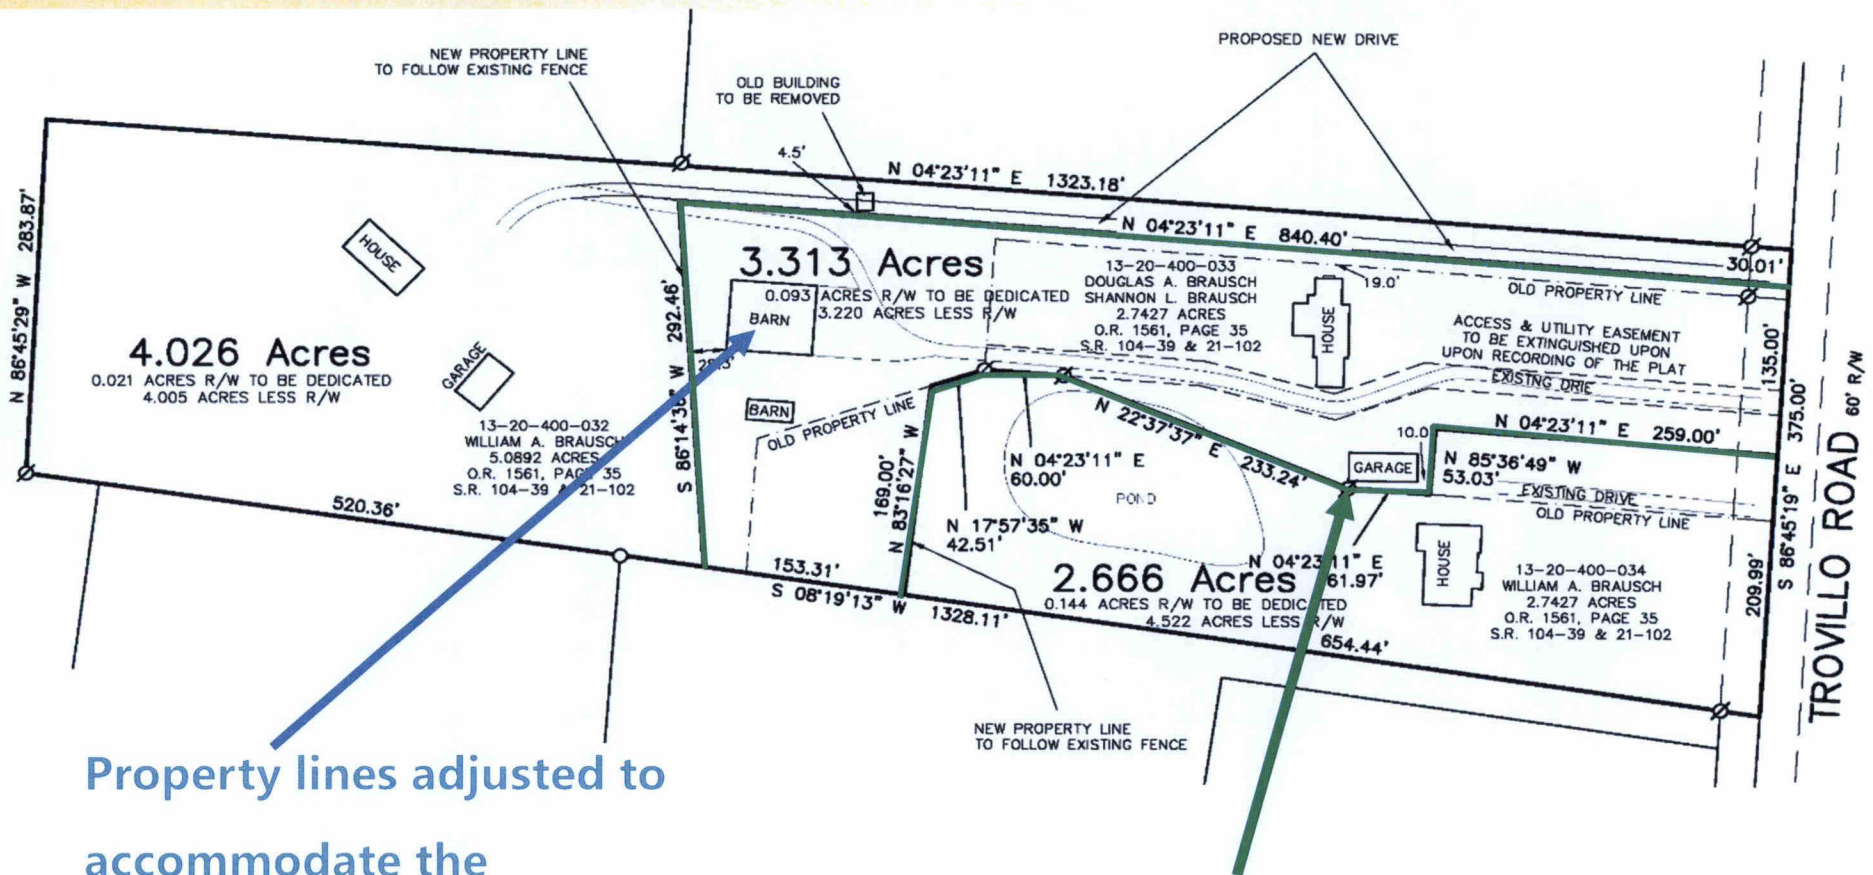 NEW PROPERTY LINE
TO FOLLOW EXISTING FENCE
OLD BUILDING
TO BE REMOVED
PROPOSED NEW DRIVE
4.5'
N 04°23'11" E 1323.18'
N 04°23'11" E 840.40'
30.01'
N 86°45'29" W 283.87'
HOUSE
4.026 Acres
0.021 ACRES R/W TO BE DEDICATED
4.005 ACRES LESS R/W
GARAGE
13-20-400-032
WILLIAM A. BRAUSCH
5.0892 ACRES
O.R. 1561, PAGE 35
S.R. 104-39 & 21-102
520.36'
S 86°14'36" W 292.46'
3.313 Acres
0.093 ACRES R/W TO BE DEDICATED
3.220 ACRES LESS R/W
BARN
BARN
OLD PROPERTY LINE
13-20-400-033
DOUGLAS A. BRAUSCH
SHANNON L. BRAUSCH
2.7427 ACRES
O.R. 1561, PAGE 35
S.R. 104-39 & 21-102
19.0'
HOUSE
OLD PROPERTY LINE
ACCESS & UTILITY EASEMENT
TO BE EXTINGUISHED UPON
UPON RECORDING OF THE PLAT
EXISTNG DRIE
135.00'
N 04°23'11" E 259.00'
10.0
N 85°36'49" W
53.03'
GARAGE
EXISTING DRIVE
OLD PROPERTY LINE
N 22°37'37" E 233.24'
N 04°23'11" E
60.00'
POND
N 17°57'35" W
42.51'
169.00'
N 83°16'27" W
153.31'
S 08°19'13" W 1328.11'
2.666 Acres
0.144 ACRES R/W TO BE DEDICATED
4.522 ACRES LESS R/W
N 04°23'11" E
61.97'
HOUSE
13-20-400-034
WILLIAM A. BRAUSCH
2.7427 ACRES
O.R. 1561, PAGE 35
S.R. 104-39 & 21-102
209.99'
S 86°45'19" E 375.00'
TROVILLO ROAD 60' R/W
654.44'
NEW PROPERTY LINE
TO FOLLOW EXISTING FENCE
Property lines adjusted to
accommodate the